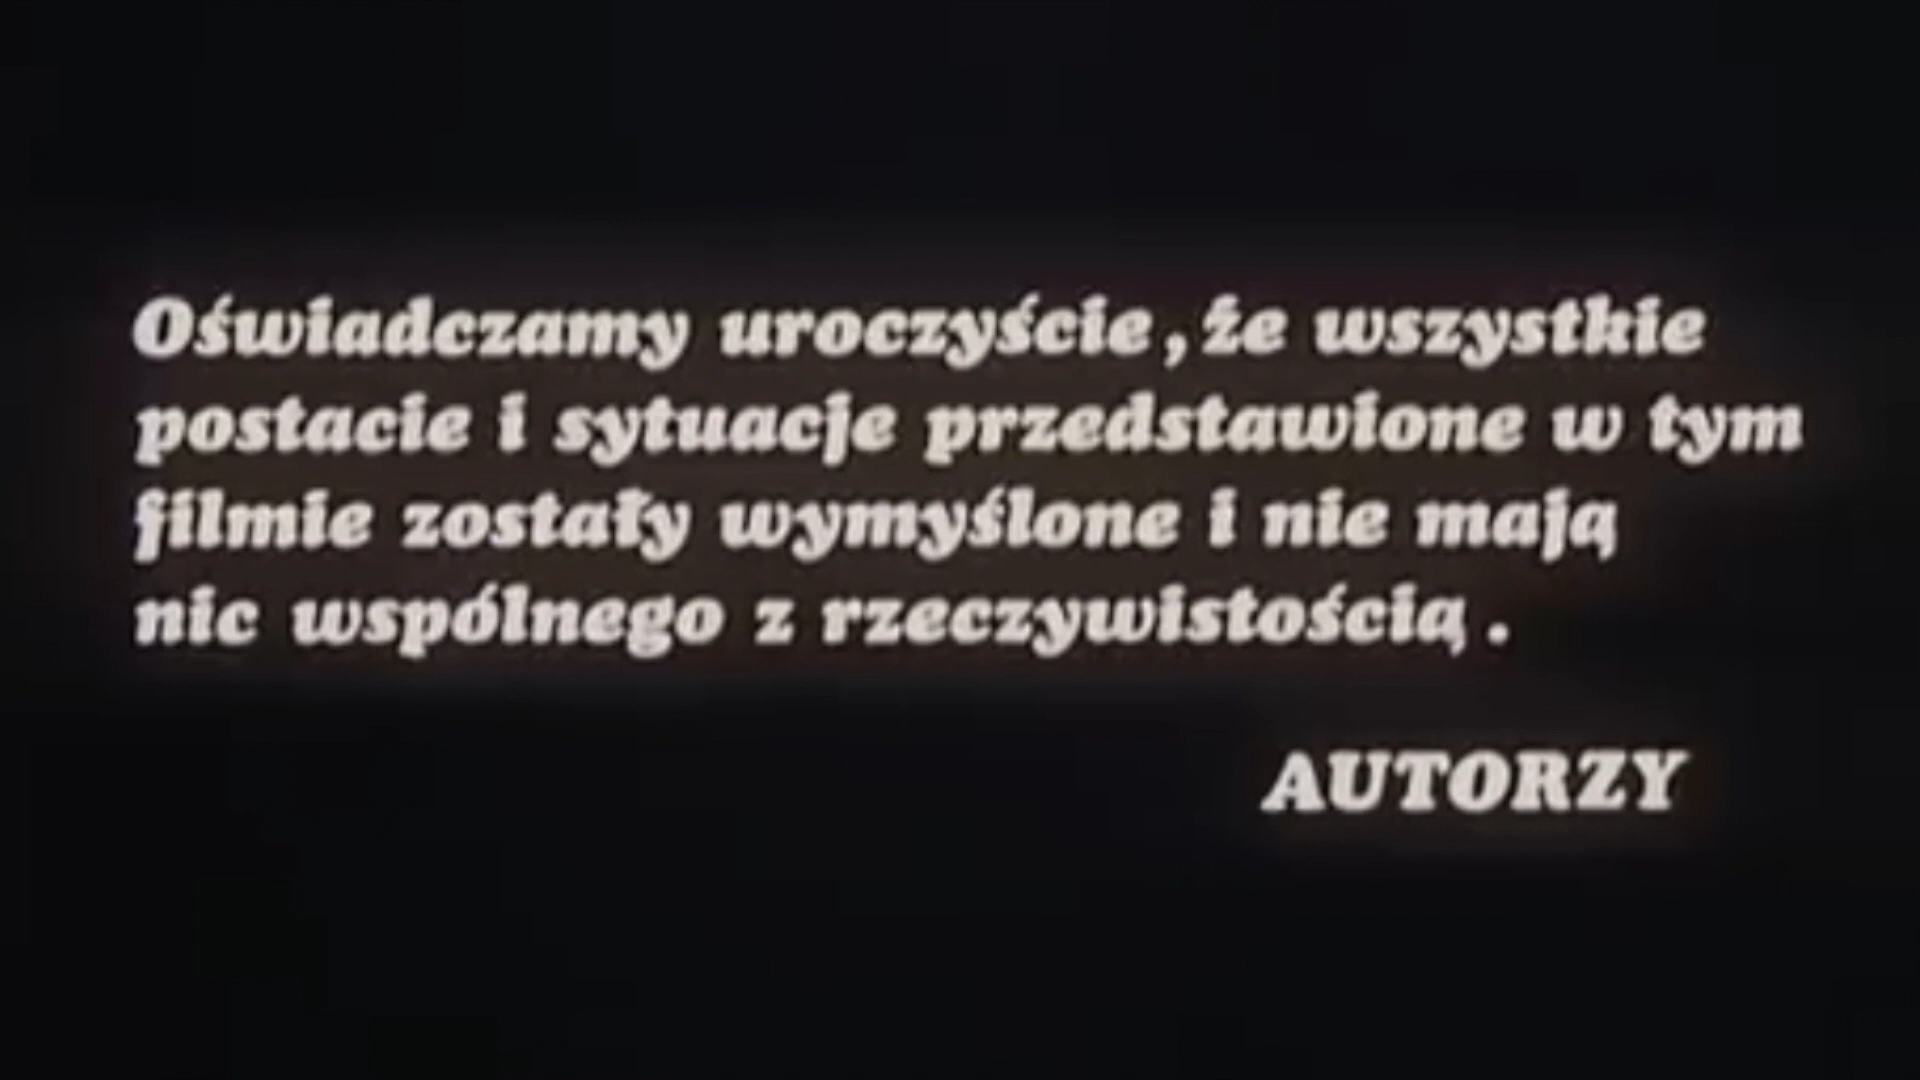 Oświadczamy uroczyście, że wszystkie
postacie i sytuacje przedstawione w tym
filmie zostały wymyślone i nie mają
nic wspólnego z rzeczywistością.
AUTORZY